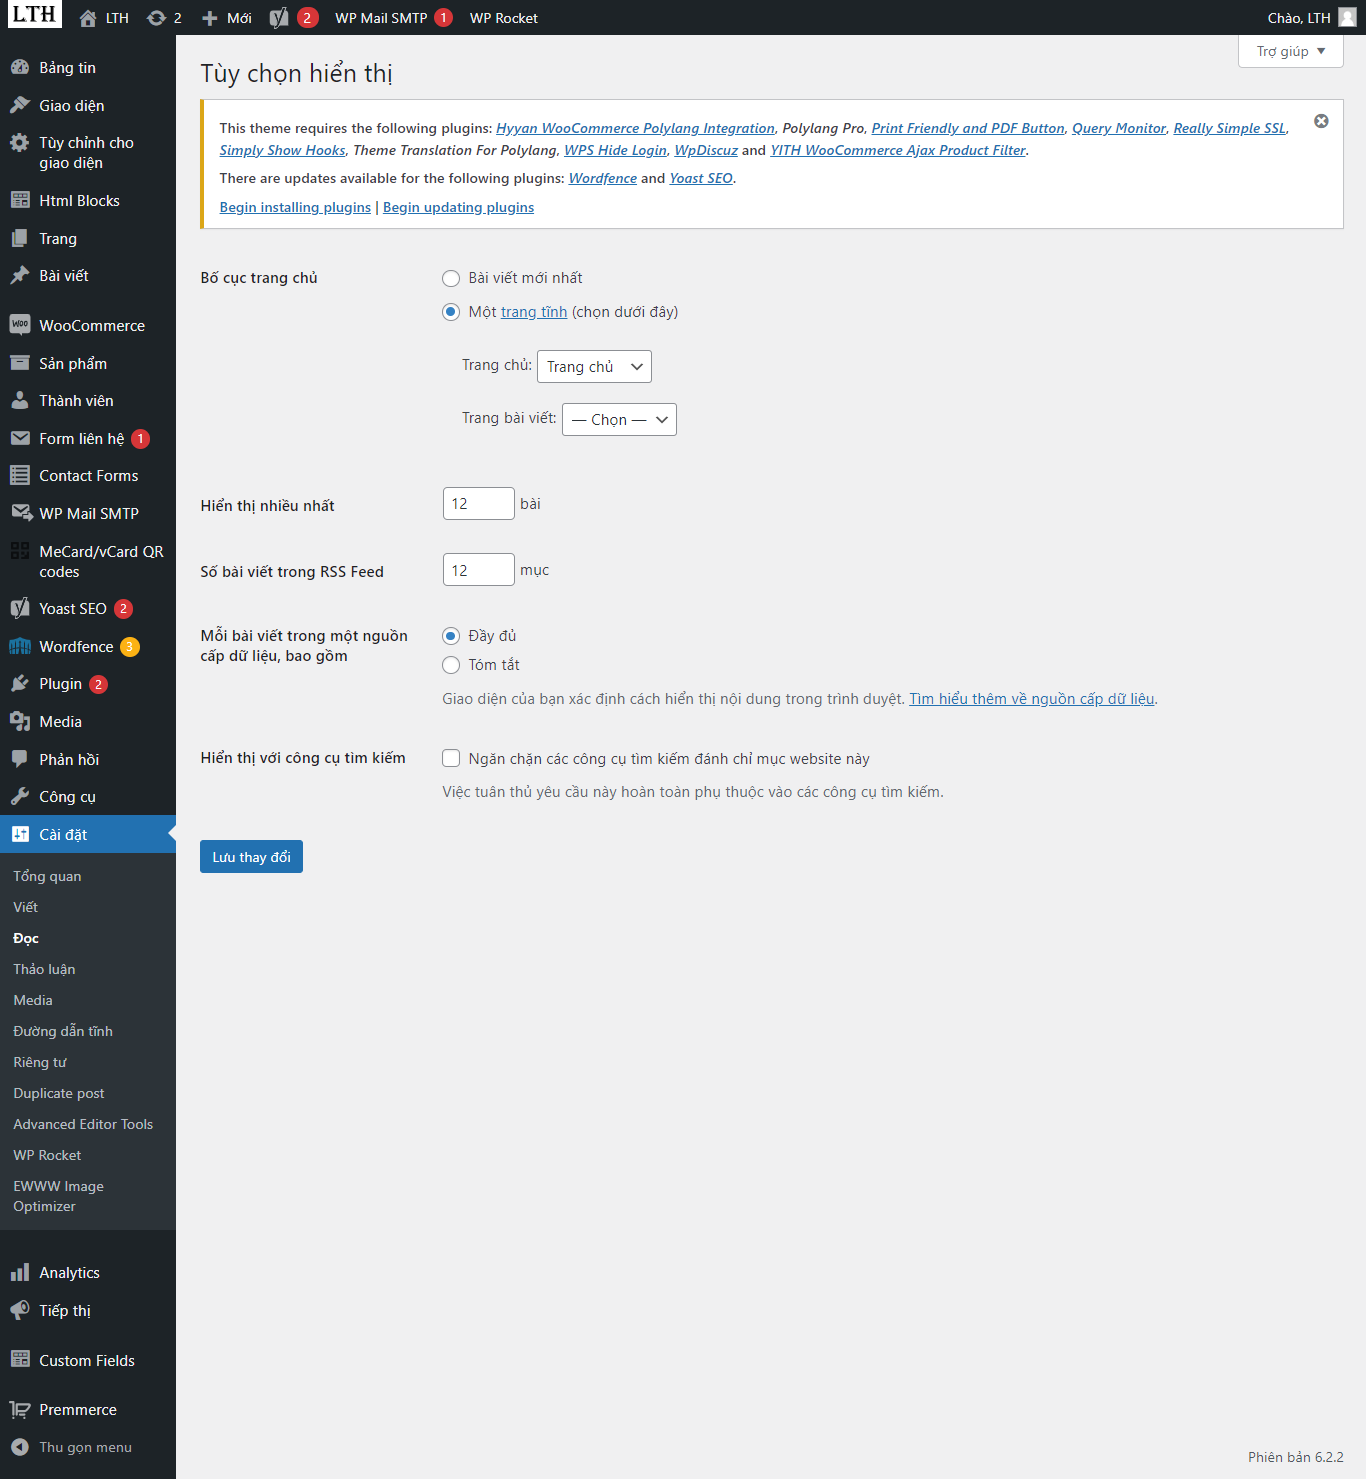 LTH
LTH
2
Mới
2
WP Mail SMTP 1
WP Rocket
Chào, LTH
Trợ giúp
Bảng tin
Giao diện
Tùy chỉnh cho
giao diện
Html Blocks
Trang
Bài viết
WooCommerce
Sản phẩm
Thành viên
Form liên hệ 1
Contact Forms
WP Mail SMTP
MeCard/vCard QR
codes
Yoast SEO 2
Wordfence 3
Plugin 2
Media
Phản hồi
Công cụ
Cài đặt
Tổng quan
Viết
Đọc
Thảo luận
Media
Đường dẫn tĩnh
Riêng tư
Duplicate post
Advanced Editor Tools
WP Rocket
EWWW Image
Optimizer
Analytics
Tiếp thị
Custom Fields
Premmerce
Thu gọn menu
Tùy chọn hiển thị
This theme requires the following plugins: Hyyan WooCommerce Polylang Integration, Polylang Pro, Print Friendly and PDF Button, Query Monitor, Really Simple SSL,
Simply Show Hooks, Theme Translation For Polylang, WPS Hide Login, WpDiscuz and YITH WooCommerce Ajax Product Filter.
There are updates available for the following plugins: Wordfence and Yoast SEO.
Begin installing plugins | Begin updating plugins
Bố cục trang chủ
Bài viết mới nhất
Một trang tĩnh (chọn dưới đây)
Trang chủ: Trang chủ
Trang bài viết: — Chọn —
Hiển thị nhiều nhất 12 bài
Số bài viết trong RSS Feed 12 mục
Mỗi bài viết trong một nguồn
cấp dữ liệu, bao gồm
Đầy đủ
Tóm tắt
Giao diện của bạn xác định cách hiển thị nội dung trong trình duyệt. Tìm hiểu thêm về nguồn cấp dữ liệu.
Hiển thị với công cụ tìm kiếm
Ngăn chặn các công cụ tìm kiếm đánh chỉ mục website này
Việc tuân thủ yêu cầu này hoàn toàn phụ thuộc vào các công cụ tìm kiếm.
Lưu thay đổi
Phiên bản 6.2.2